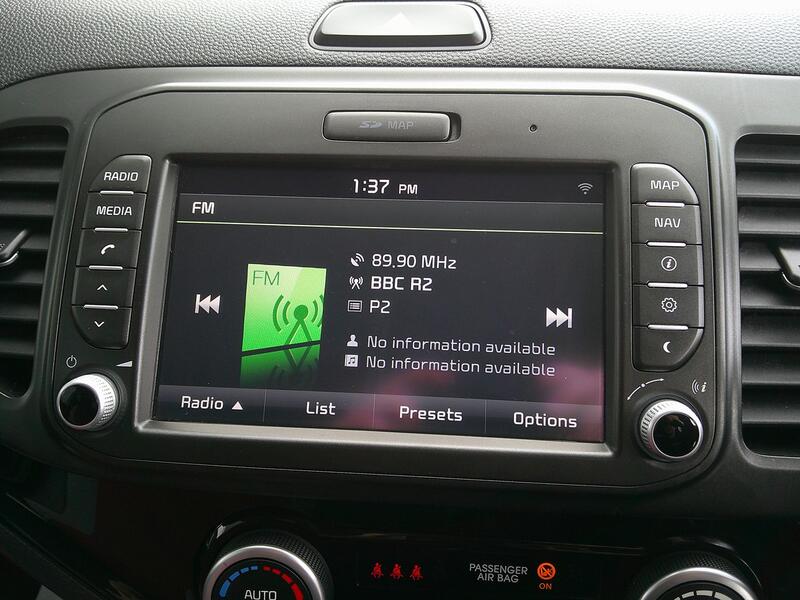 SD MAP
RADIO
MEDIA
1:37 PM
FM
FM
89.90 MHz
BBC R2
P2
No information available
No information available
Radio
List
Presets
Options
MAP
NAV
i
i
AUTO
PASSENGER
AIR BAG
ON